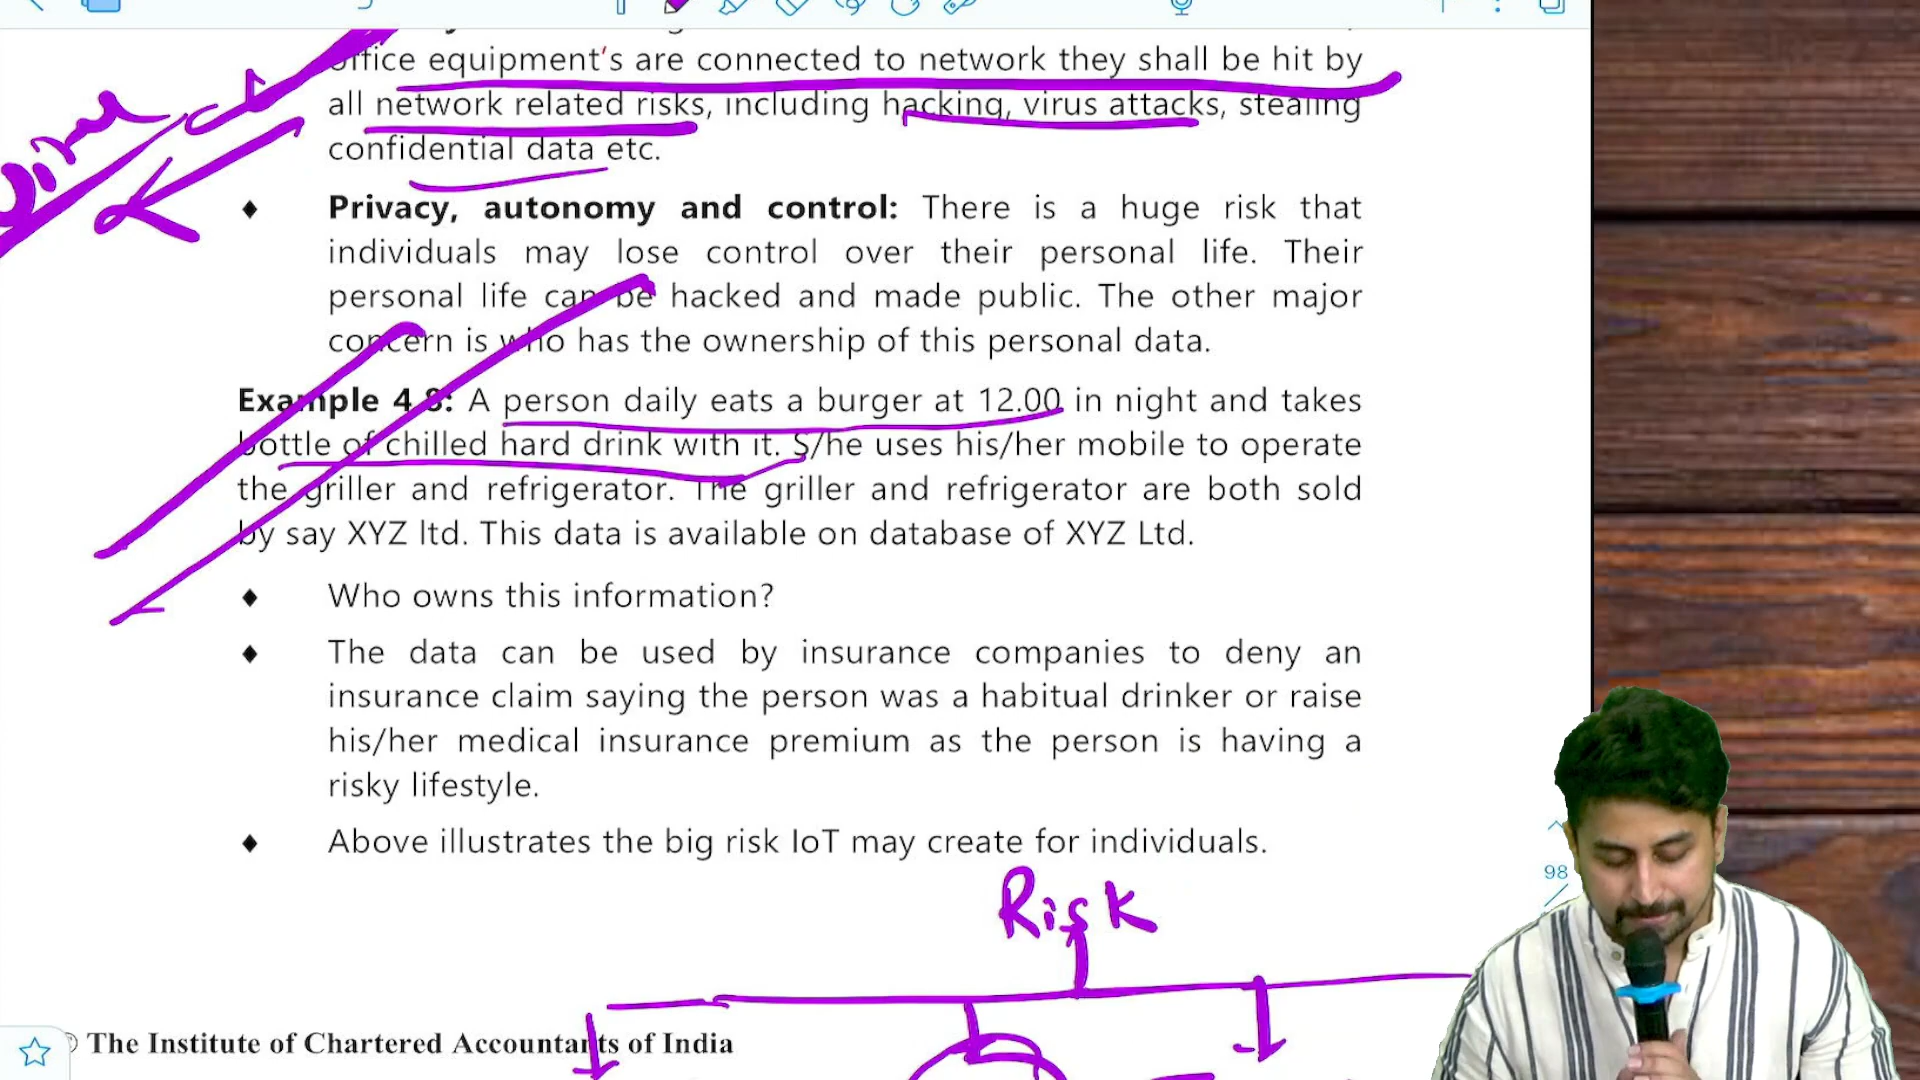 office equipment's are connected to network they shall be hit by
all network related risks, including hacking, virus attacks, stealing
confidential data etc.
♦ Privacy, autonomy and control: There is a huge risk that
individuals may lose control over their personal life. Their
personal life can be hacked and made public. The other major
concern is who has the ownership of this personal data.
Example 4.8: A person daily eats a burger at 12.00 in night and takes
bottle of chilled hard drink with it. S/he uses his/her mobile to operate
the griller and refrigerator. The griller and refrigerator are both sold
by say XYZ ltd. This data is available on database of XYZ Ltd.
♦ Who owns this information?
♦ The data can be used by insurance companies to deny an
insurance claim saying the person was a habitual drinker or raise
his/her medical insurance premium as the person is having a
risky lifestyle.
♦ Above illustrates the big risk IoT may create for individuals.
98
Risk
© The Institute of Chartered Accountants of India